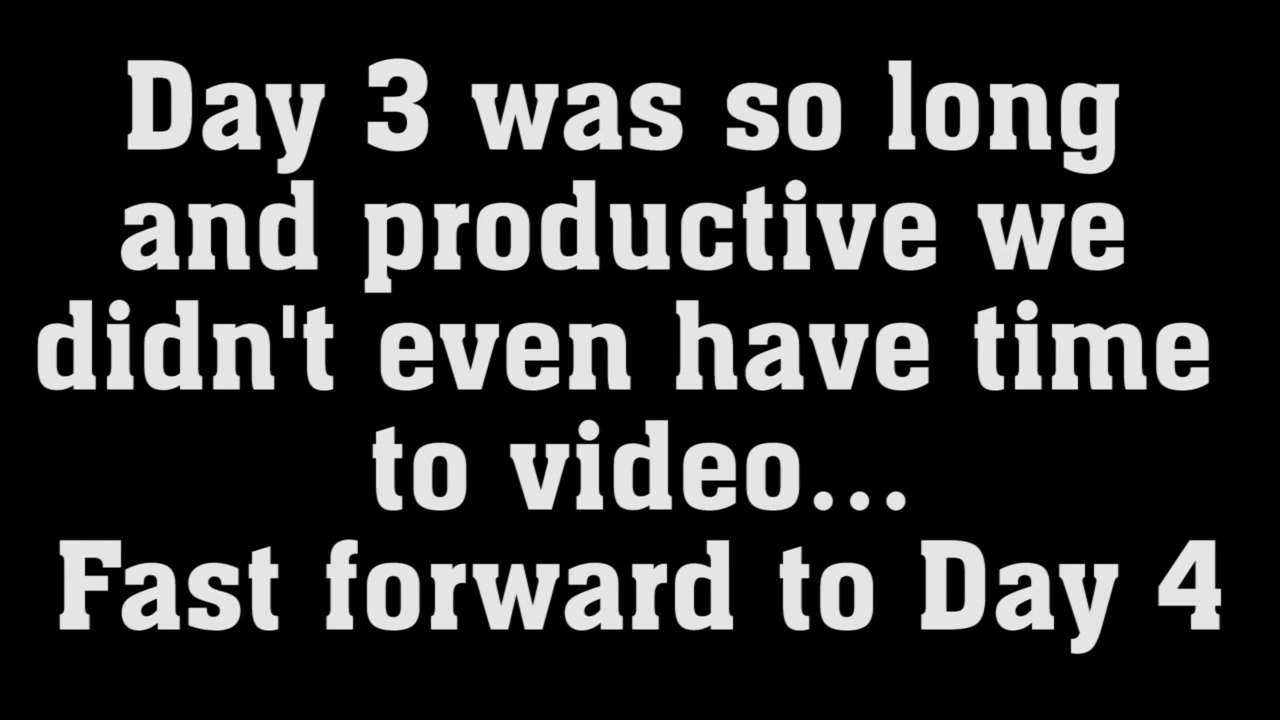 Day 3 was so long
and productive we
didn't even have time
to video...
Fast forward to Day 4